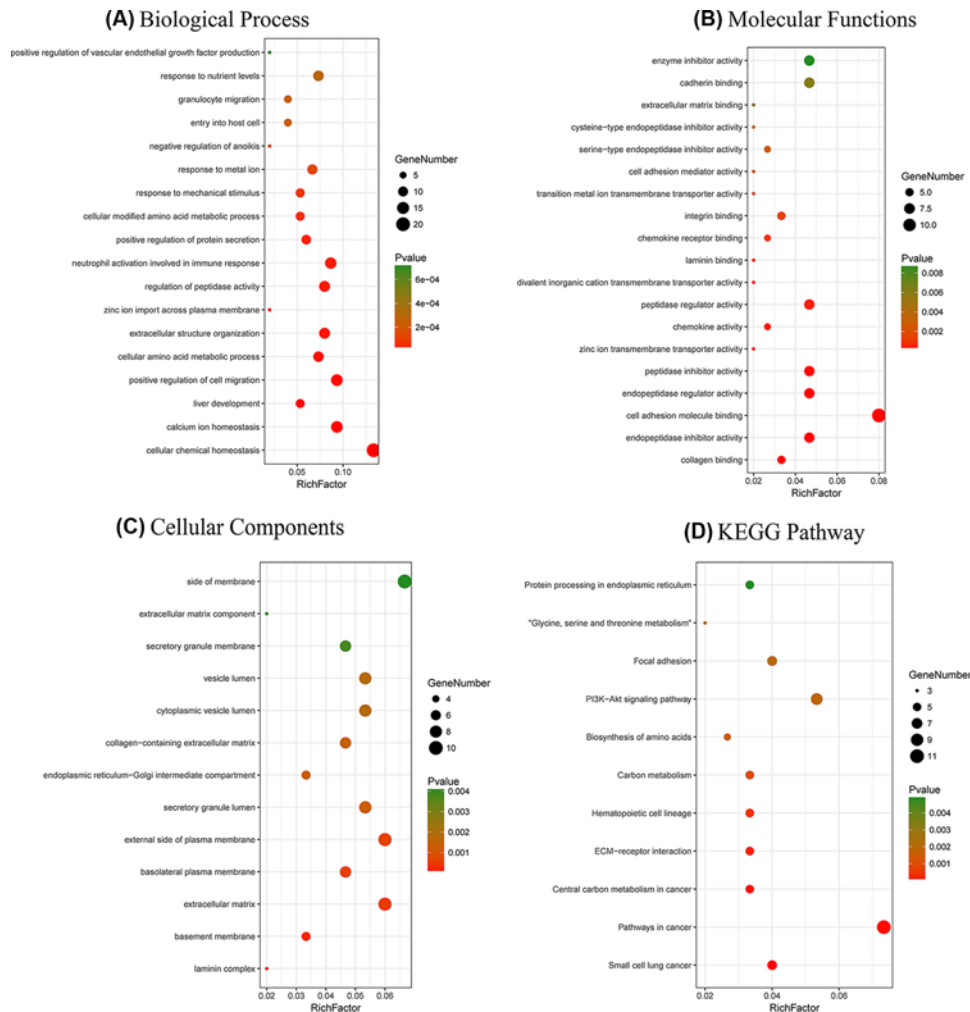 (A) Biological Process
positive regulation of vascular endothelial growth factor production
response to nutrient levels
granulocyte migration
entry into host cell
negative regulation of anoikis
response to metal ion
response to mechanical stimulus
cellular modified amino acid metabolic process
positive regulation of protein secretion
neutrophil activation involved in immune response
regulation of peptidase activity
zinc ion import across plasma membrane
extracellular structure organization
cellular amino acid metabolic process
positive regulation of cell migration
liver development
calcium ion homeostasis
cellular chemical homeostasis
0.05 0.10
RichFactor
GeneNumber
5
10
15
20
Pvalue
6e−04
4e−04
2e−04
(B) Molecular Functions
enzyme inhibitor activity
cadherin binding
extracellular matrix binding
cysteine−type endopeptidase inhibitor activity
serine−type endopeptidase inhibitor activity
cell adhesion mediator activity
transition metal ion transmembrane transporter activity
integrin binding
chemokine receptor binding
laminin binding
divalent inorganic cation transmembrane transporter activity
peptidase regulator activity
chemokine activity
zinc ion transmembrane transporter activity
peptidase inhibitor activity
endopeptidase regulator activity
cell adhesion molecule binding
endopeptidase inhibitor activity
collagen binding
0.02 0.04 0.06 0.08
RichFactor
GeneNumber
5.0
7.5
10.0
Pvalue
0.008
0.006
0.004
0.002
(C) Cellular Components
side of membrane
extracellular matrix component
secretory granule membrane
vesicle lumen
cytoplasmic vesicle lumen
collagen−containing extracellular matrix
endoplasmic reticulum−Golgi intermediate compartment
secretory granule lumen
external side of plasma membrane
basolateral plasma membrane
extracellular matrix
basement membrane
laminin complex
0.02 0.03 0.04 0.05 0.06
RichFactor
GeneNumber
4
6
8
10
Pvalue
0.004
0.003
0.002
0.001
(D) KEGG Pathway
Protein processing in endoplasmic reticulum
"Glycine, serine and threonine metabolism"
Focal adhesion
PI3K−Akt signaling pathway
Biosynthesis of amino acids
Carbon metabolism
Hematopoietic cell lineage
ECM−receptor interaction
Central carbon metabolism in cancer
Pathways in cancer
Small cell lung cancer
0.02 0.04 0.06
RichFactor
GeneNumber
3
5
7
9
11
Pvalue
0.004
0.003
0.002
0.001